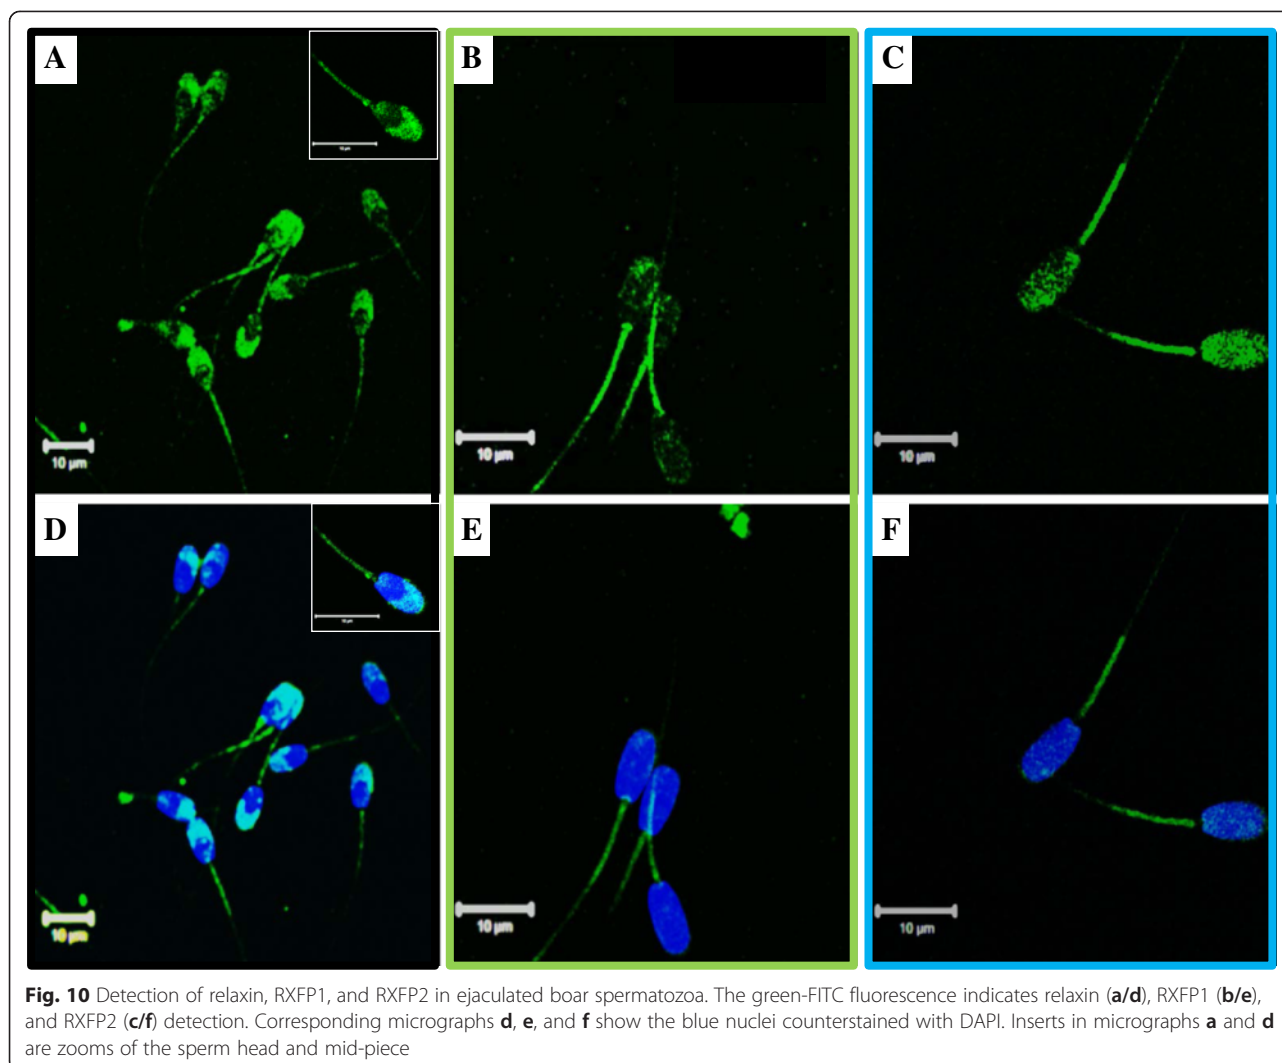 A
B
C
10 µm
10 µm
10 µm
D
E
F
10 µm
10 µm
10 µm
Fig. 10 Detection of relaxin, RXFP1, and RXFP2 in ejaculated boar spermatozoa. The green-FITC fluorescence indicates relaxin (a/d), RXFP1 (b/e),
and RXFP2 (c/f) detection. Corresponding micrographs d, e, and f show the blue nuclei counterstained with DAPI. Inserts in micrographs a and d
are zooms of the sperm head and mid-piece